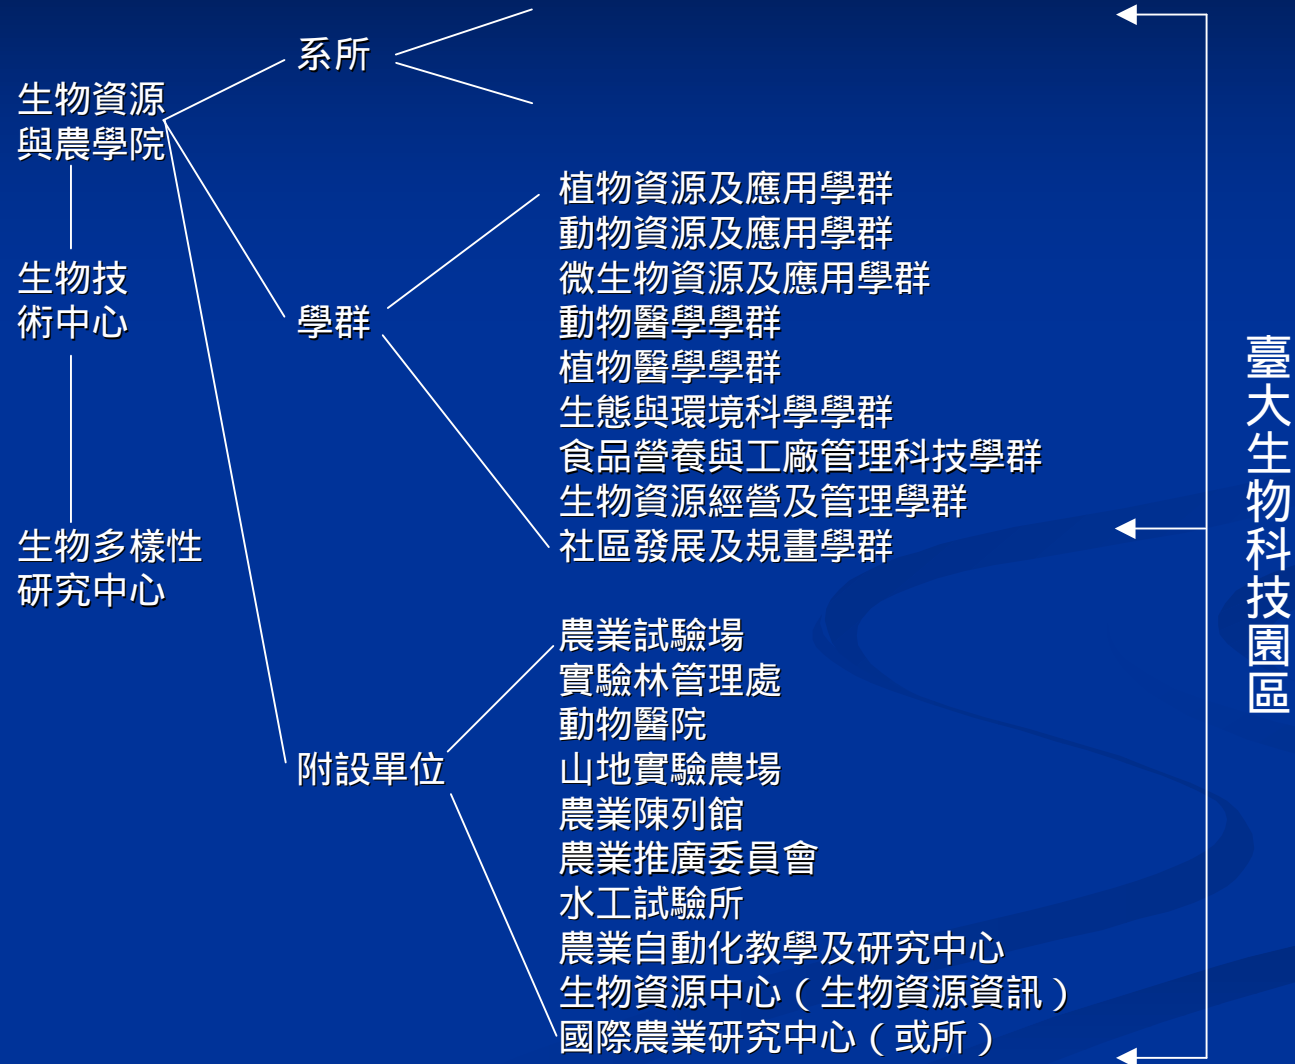 系所
生物資源
與農學院
生物技
術中心
生物多樣性
研究中心
學群
植物資源及應用學群
動物資源及應用學群
微生物資源及應用學群
動物醫學學群
植物醫學學群
生態與環境科學學群
食品營養與工廠管理科技學群
生物資源經營及管理學群
社區發展及規畫學群
附設單位
農業試驗場
實驗林管理處
動物醫院
山地實驗農場
農業陳列館
農業推廣委員會
水工試驗所
農業自動化教學及研究中心
生物資源中心（生物資源資訊）
國際農業研究中心（或所）
臺大生物科技園區